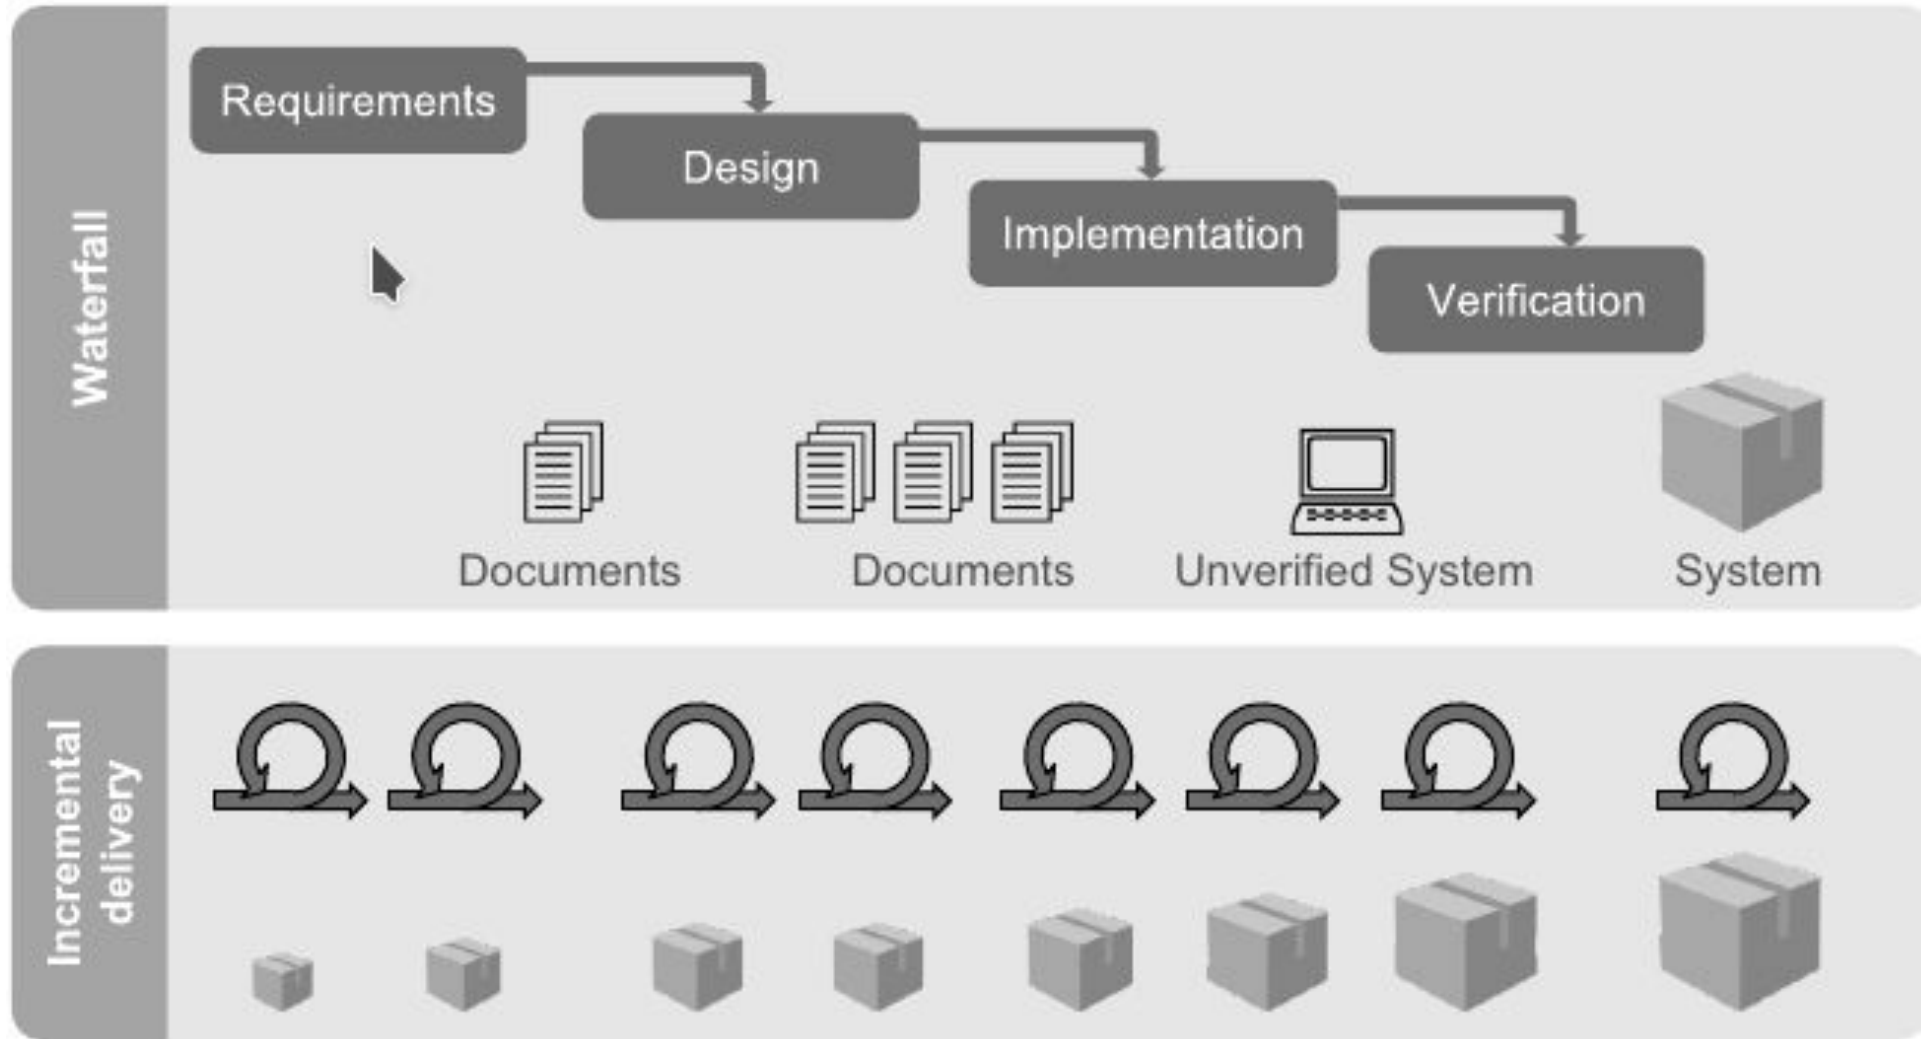 Waterfall
Requirements
Design
Implementation
Verification
Documents
Documents
Unverified System
System
Incremental
delivery